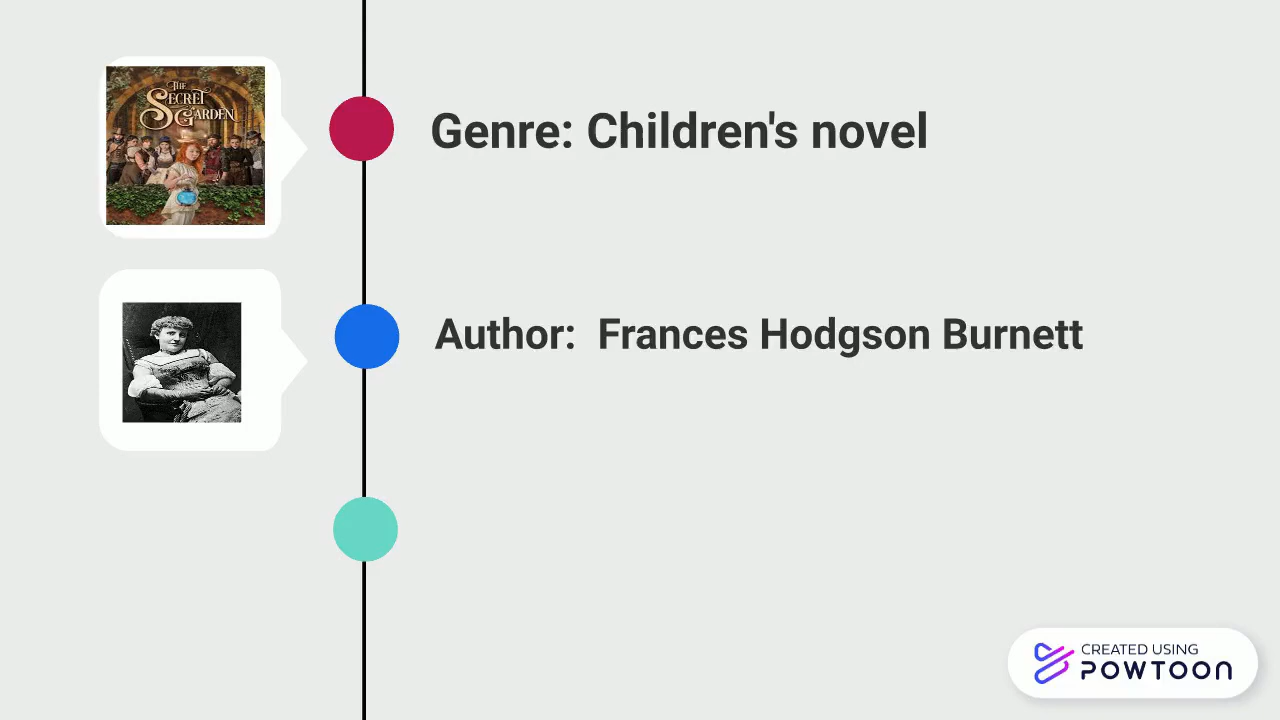 THE
SECRET
GARDEN
Genre: Children's novel
Author:  Frances Hodgson Burnett
CREATED USING
POWTOON